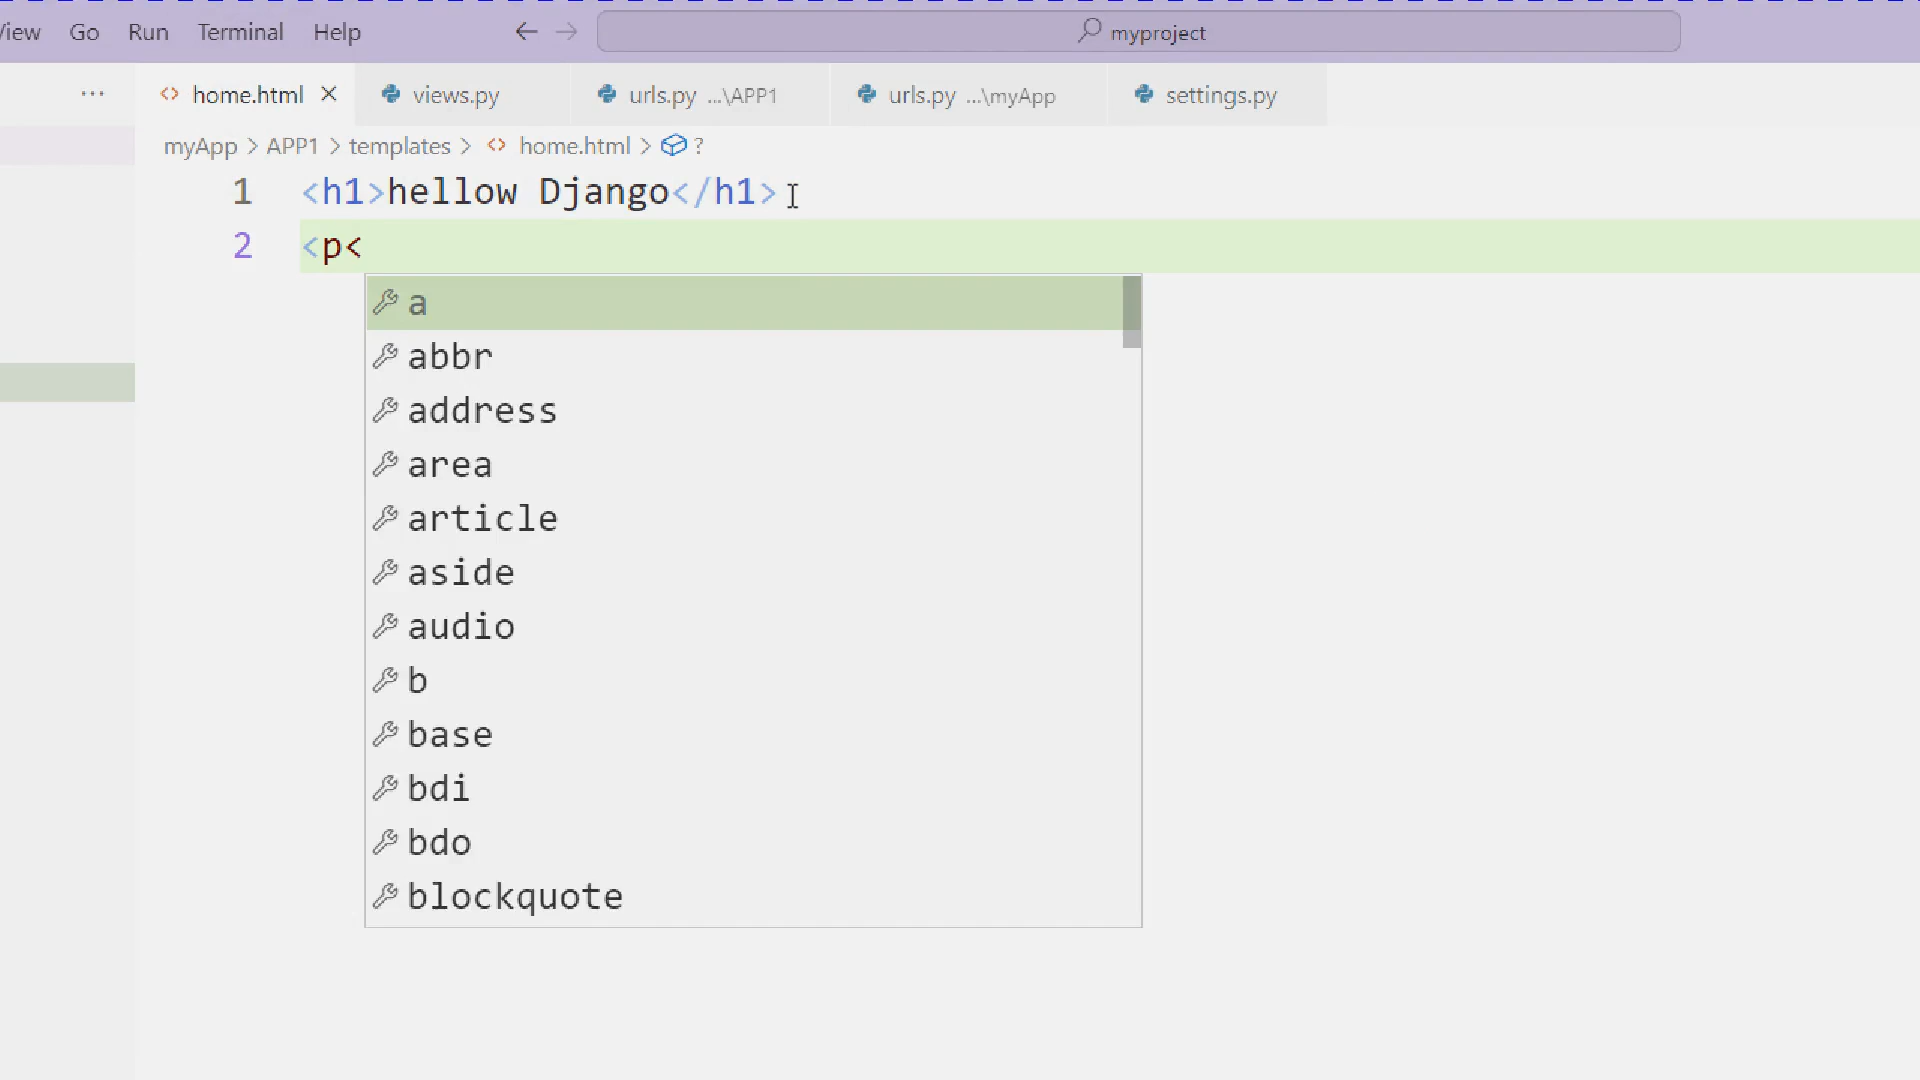 View Go Run Terminal Help myproject
··· home.html views.py urls.py ...\APP1 urls.py ...\myApp settings.py
myApp > APP1 > templates > <> home.html > ?
1 <h1>hellow Django</h1>
2 <p<
a
abbr
address
area
article
aside
audio
b
base
bdi
bdo
blockquote